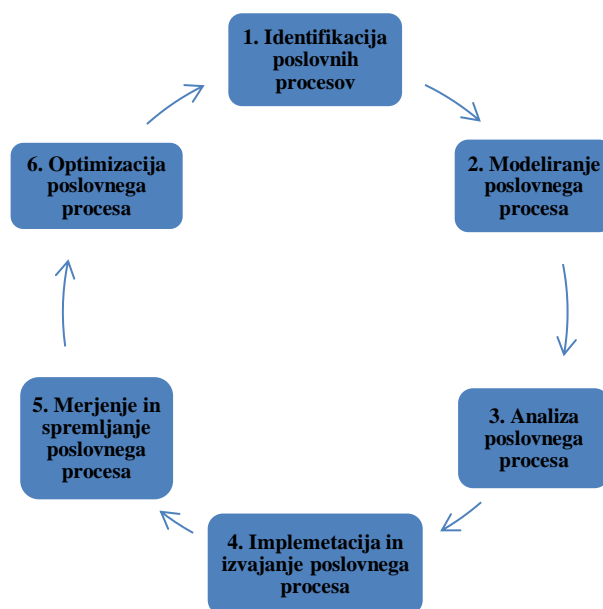 1. Identifikacija
poslovnih
procesov
2. Modeliranje
poslovnega
procesa
3. Analiza
poslovnega
procesa
4. Implemetacija in
izvajanje poslovnega
procesa
5. Merjenje in
spremljanje
poslovnega
procesa
6. Optimizacija
poslovnega
procesa